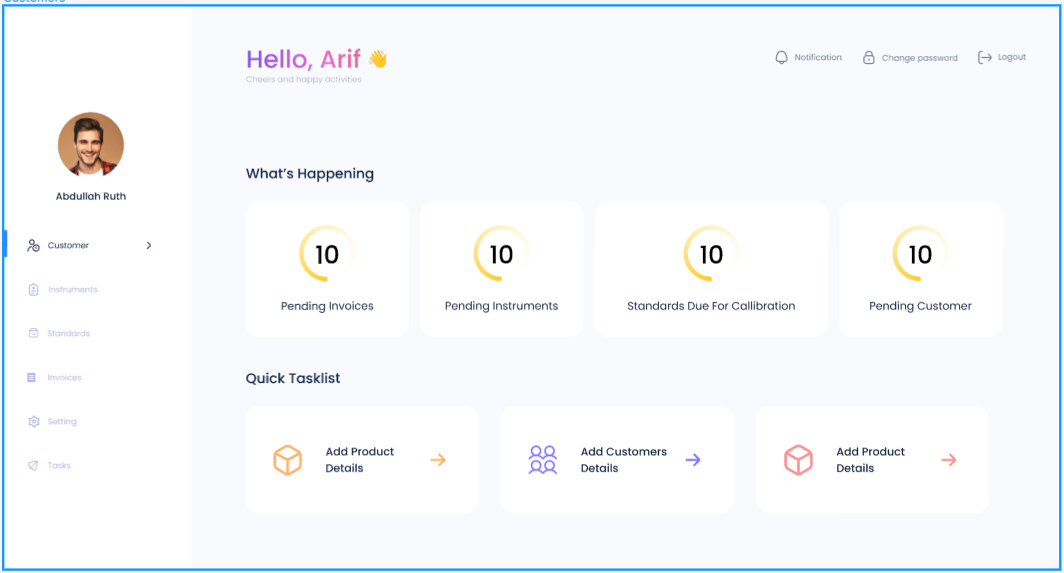 Customers
Hello, Arif 👋
Cheers and happy activities
Notification
Change password
Logout
Abdullah Ruth
Customer
Instruments
Standards
Invoices
Setting
Tasks
What's Happening
10
Pending Invoices
10
Pending Instruments
10
Standards Due For Callibration
10
Pending Customer
Quick Tasklist
Add Product
Details
Add Customers
Details
Add Product
Details